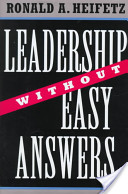 RONALD A. HEIFETZ
LEADERSHIP
WITHOUT
EASY
ANSWERS